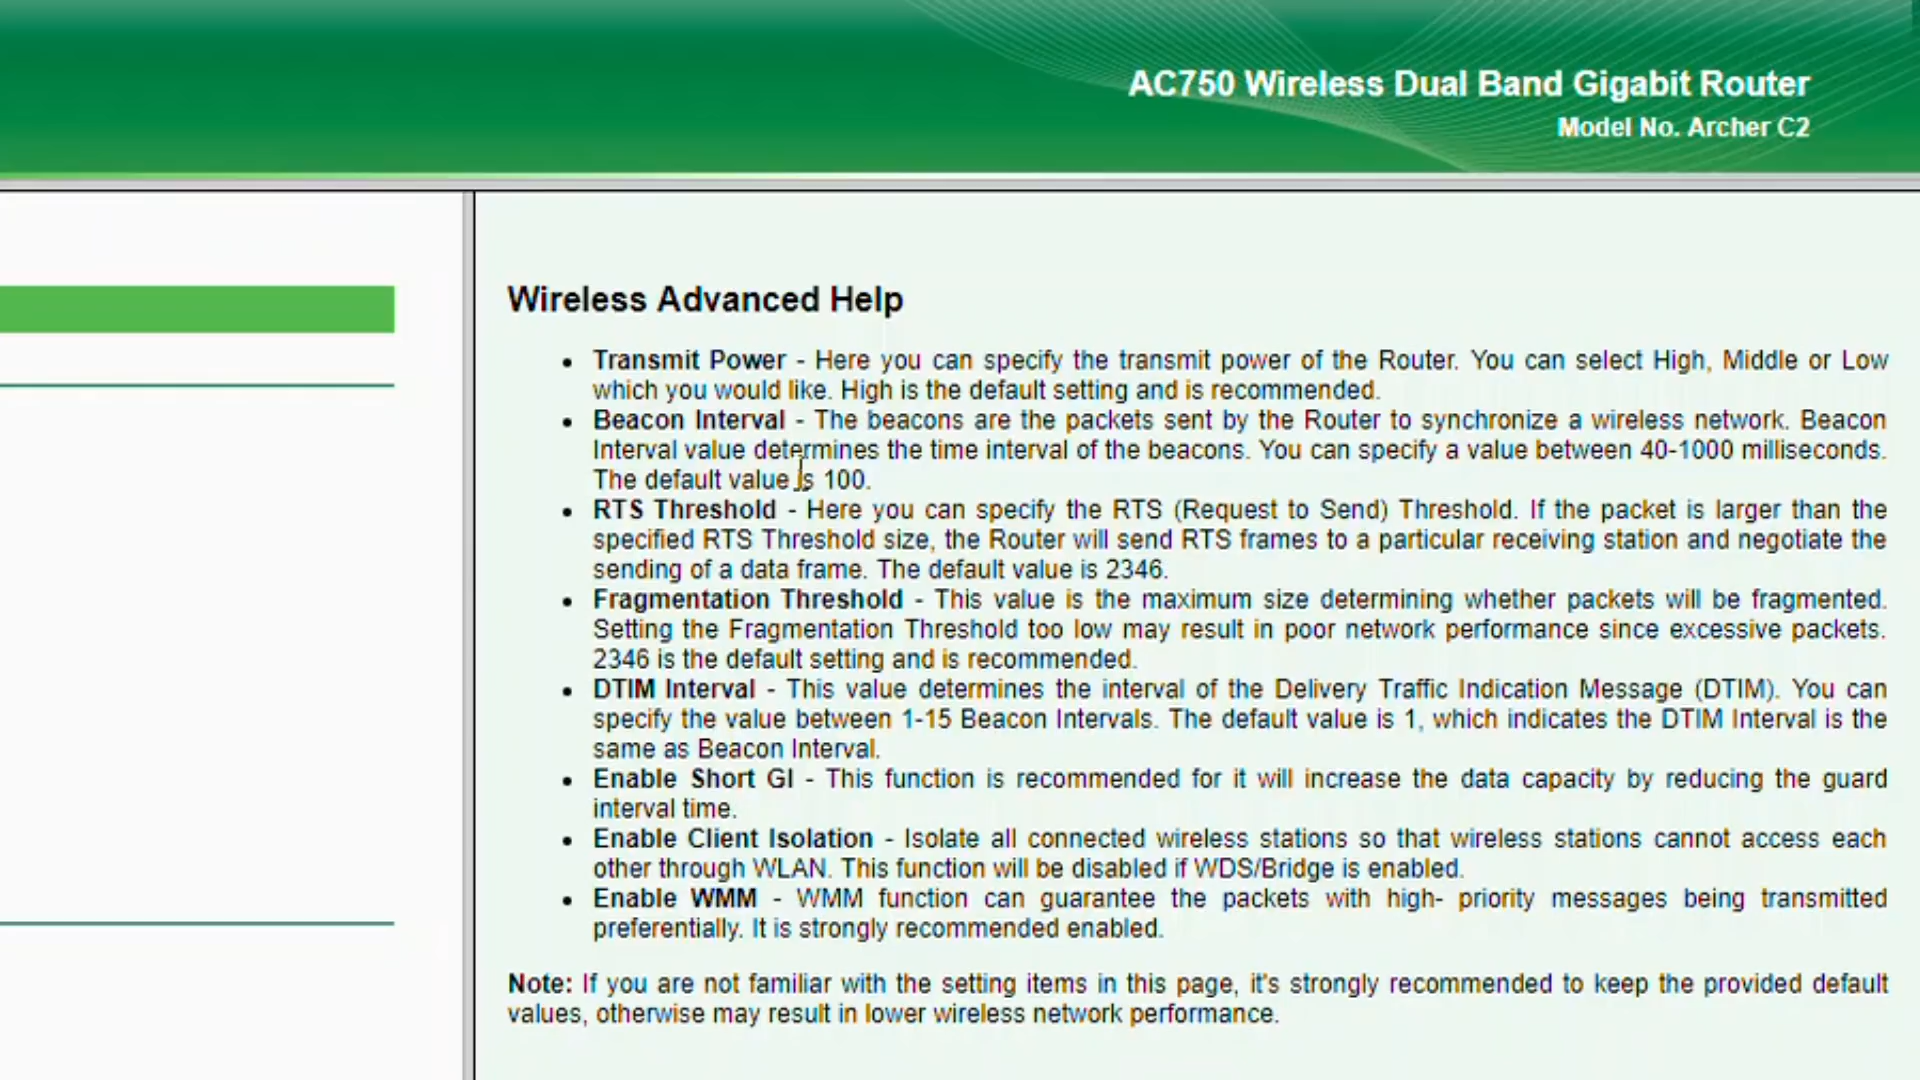 AC750 Wireless Dual Band Gigabit Router
Model No. Archer C2
Wireless Advanced Help
• Transmit Power - Here you can specify the transmit power of the Router. You can select High, Middle or Low
which you would like. High is the default setting and is recommended.
• Beacon Interval - The beacons are the packets sent by the Router to synchronize a wireless network. Beacon
Interval value determines the time interval of the beacons. You can specify a value between 40-1000 milliseconds.
The default value is 100.
• RTS Threshold - Here you can specify the RTS (Request to Send) Threshold. If the packet is larger than the
specified RTS Threshold size, the Router will send RTS frames to a particular receiving station and negotiate the
sending of a data frame. The default value is 2346.
• Fragmentation Threshold - This value is the maximum size determining whether packets will be fragmented.
Setting the Fragmentation Threshold too low may result in poor network performance since excessive packets.
2346 is the default setting and is recommended.
• DTIM Interval - This value determines the interval of the Delivery Traffic Indication Message (DTIM). You can
specify the value between 1-15 Beacon Intervals. The default value is 1, which indicates the DTIM Interval is the
same as Beacon Interval.
• Enable Short GI - This function is recommended for it will increase the data capacity by reducing the guard
interval time.
• Enable Client Isolation - Isolate all connected wireless stations so that wireless stations cannot access each
other through WLAN. This function will be disabled if WDS/Bridge is enabled.
• Enable WMM - WMM function can guarantee the packets with high- priority messages being transmitted
preferentially. It is strongly recommended enabled.
Note: If you are not familiar with the setting items in this page, it's strongly recommended to keep the provided default
values, otherwise may result in lower wireless network performance.